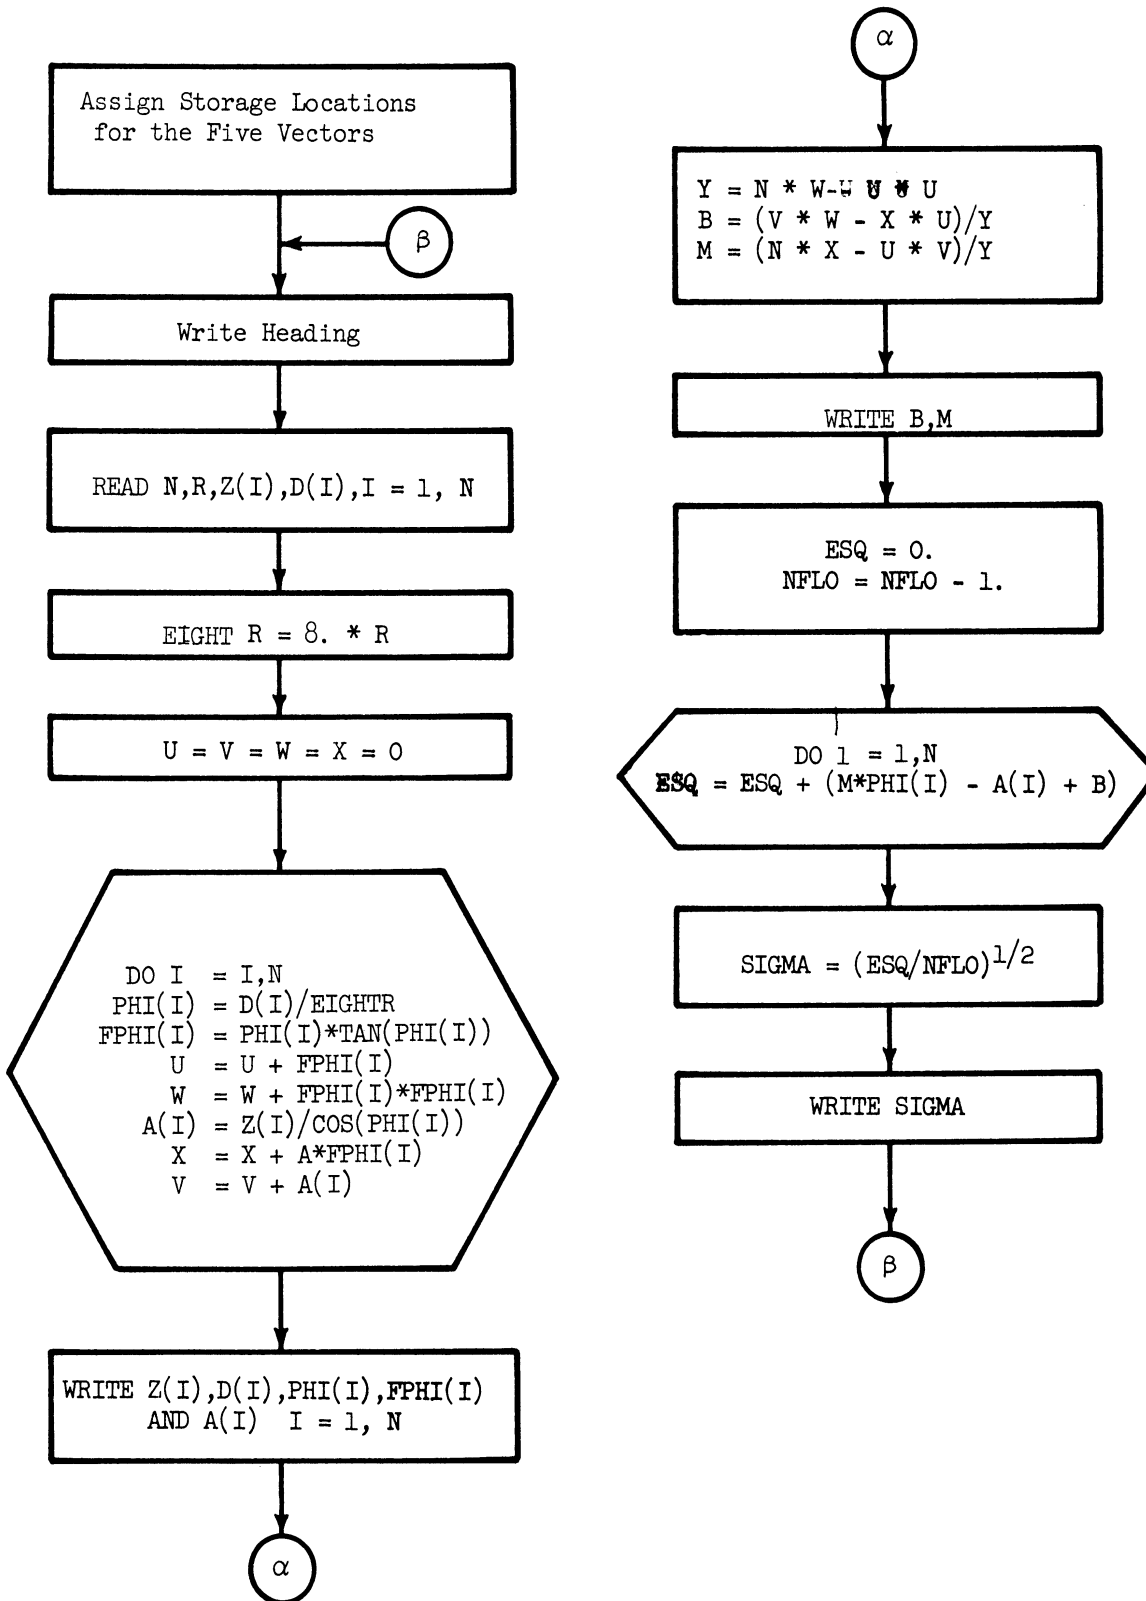 Assign Storage Locations
for the Five Vectors
β
Write Heading
READ N,R,Z(I),D(I),I = 1, N
EIGHT R = 8. * R
U = V = W = X = 0
DO I = I,N
PHI(I) = D(I)/EIGHTR
FPHI(I) = PHI(I)*TAN(PHI(I))
U = U + FPHI(I)
W = W + FPHI(I)*FPHI(I)
A(I) = Z(I)/COS(PHI(I))
X = X + A*FPHI(I)
V = V + A(I)
WRITE Z(I),D(I),PHI(I),FPHI(I)
AND A(I) I = 1, N
α
α
Y = N * W- U
B = (V * W - X * U)/Y
M = (N * X - U * V)/Y
WRITE B,M
ESQ = 0.
NFLO = NFLO - 1.
DO 1 = 1,N
ESQ = ESQ + (M*PHI(I) - A(I) + B)
SIGMA = (ESQ/NFLO)1/2
WRITE SIGMA
β